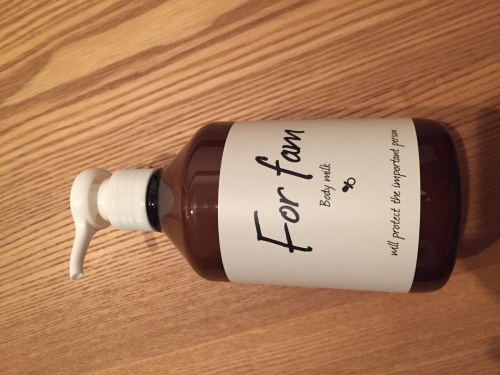 For fam
Body milk
will protect the important person